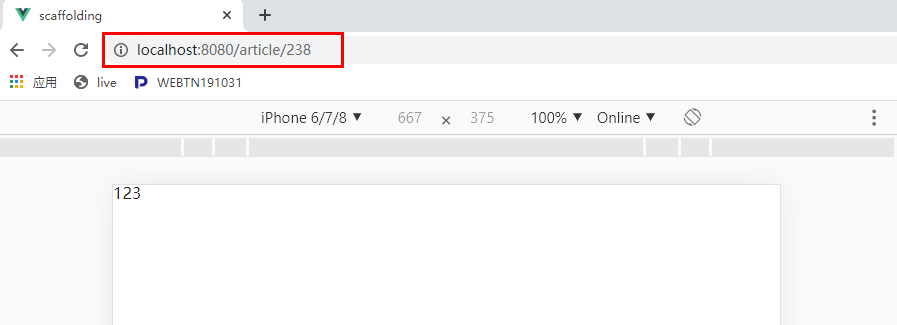 scaffolding
localhost:8080/article/238
应用 live WEBTN191031
iPhone 6/7/8 ▼ 667 × 375 100% ▼ Online ▼
123